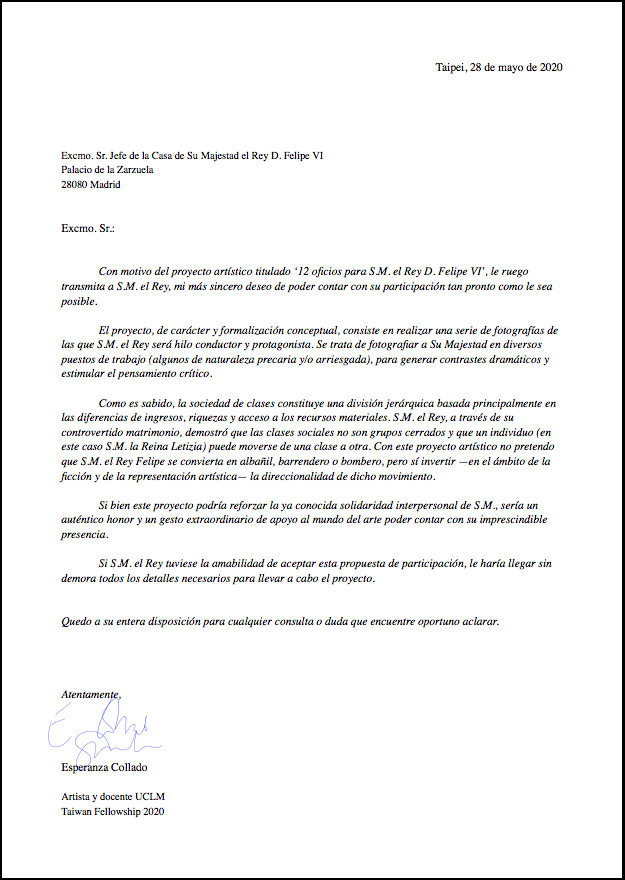 Taipei, 28 de mayo de 2020
Excmo. Sr. Jefe de la Casa de Su Majestad el Rey D. Felipe VI
Palacio de la Zarzuela
28080 Madrid
Excmo. Sr.:
Con motivo del proyecto artístico titulado ‘12 oficios para S.M. el Rey D. Felipe VI’, le ruego
transmita a S.M. el Rey, mi más sincero deseo de poder contar con su participación tan pronto como le sea
posible.
El proyecto, de carácter y formalización conceptual, consiste en realizar una serie de fotografías de
las que S.M. el Rey será hilo conductor y protagonista. Se trata de fotografiar a Su Majestad en diversos
puestos de trabajo (algunos de naturaleza precaria y/o arriesgada), para generar contrastes dramáticos y
estimular el pensamiento crítico.
Como es sabido, la sociedad de clases constituye una división jerárquica basada principalmente en
las diferencias de ingresos, riquezas y acceso a los recursos materiales. S.M. el Rey, a través de su
controvertido matrimonio, demostró que las clases sociales no son grupos cerrados y que un individuo (en
este caso S.M. la Reina Letizia) puede moverse de una clase a otra. Con este proyecto artístico no pretendo
que S.M. el Rey Felipe se convierta en albañil, barrendero o bombero, pero sí invertir —en el ámbito de la
ficción y de la representación artística— la direccionalidad de dicho movimiento.
Si bien este proyecto podría reforzar la ya conocida solidaridad interpersonal de S.M., sería un
auténtico honor y un gesto extraordinario de apoyo al mundo del arte poder contar con su imprescindible
presencia.
Si S.M. el Rey tuviese la amabilidad de aceptar esta propuesta de participación, le haría llegar sin
demora todos los detalles necesarios para llevar a cabo el proyecto.
Quedo a su entera disposición para cualquier consulta o duda que encuentre oportuno aclarar.
Atentamente,
Esperanza Collado
Artista y docente UCLM
Taiwan Fellowship 2020